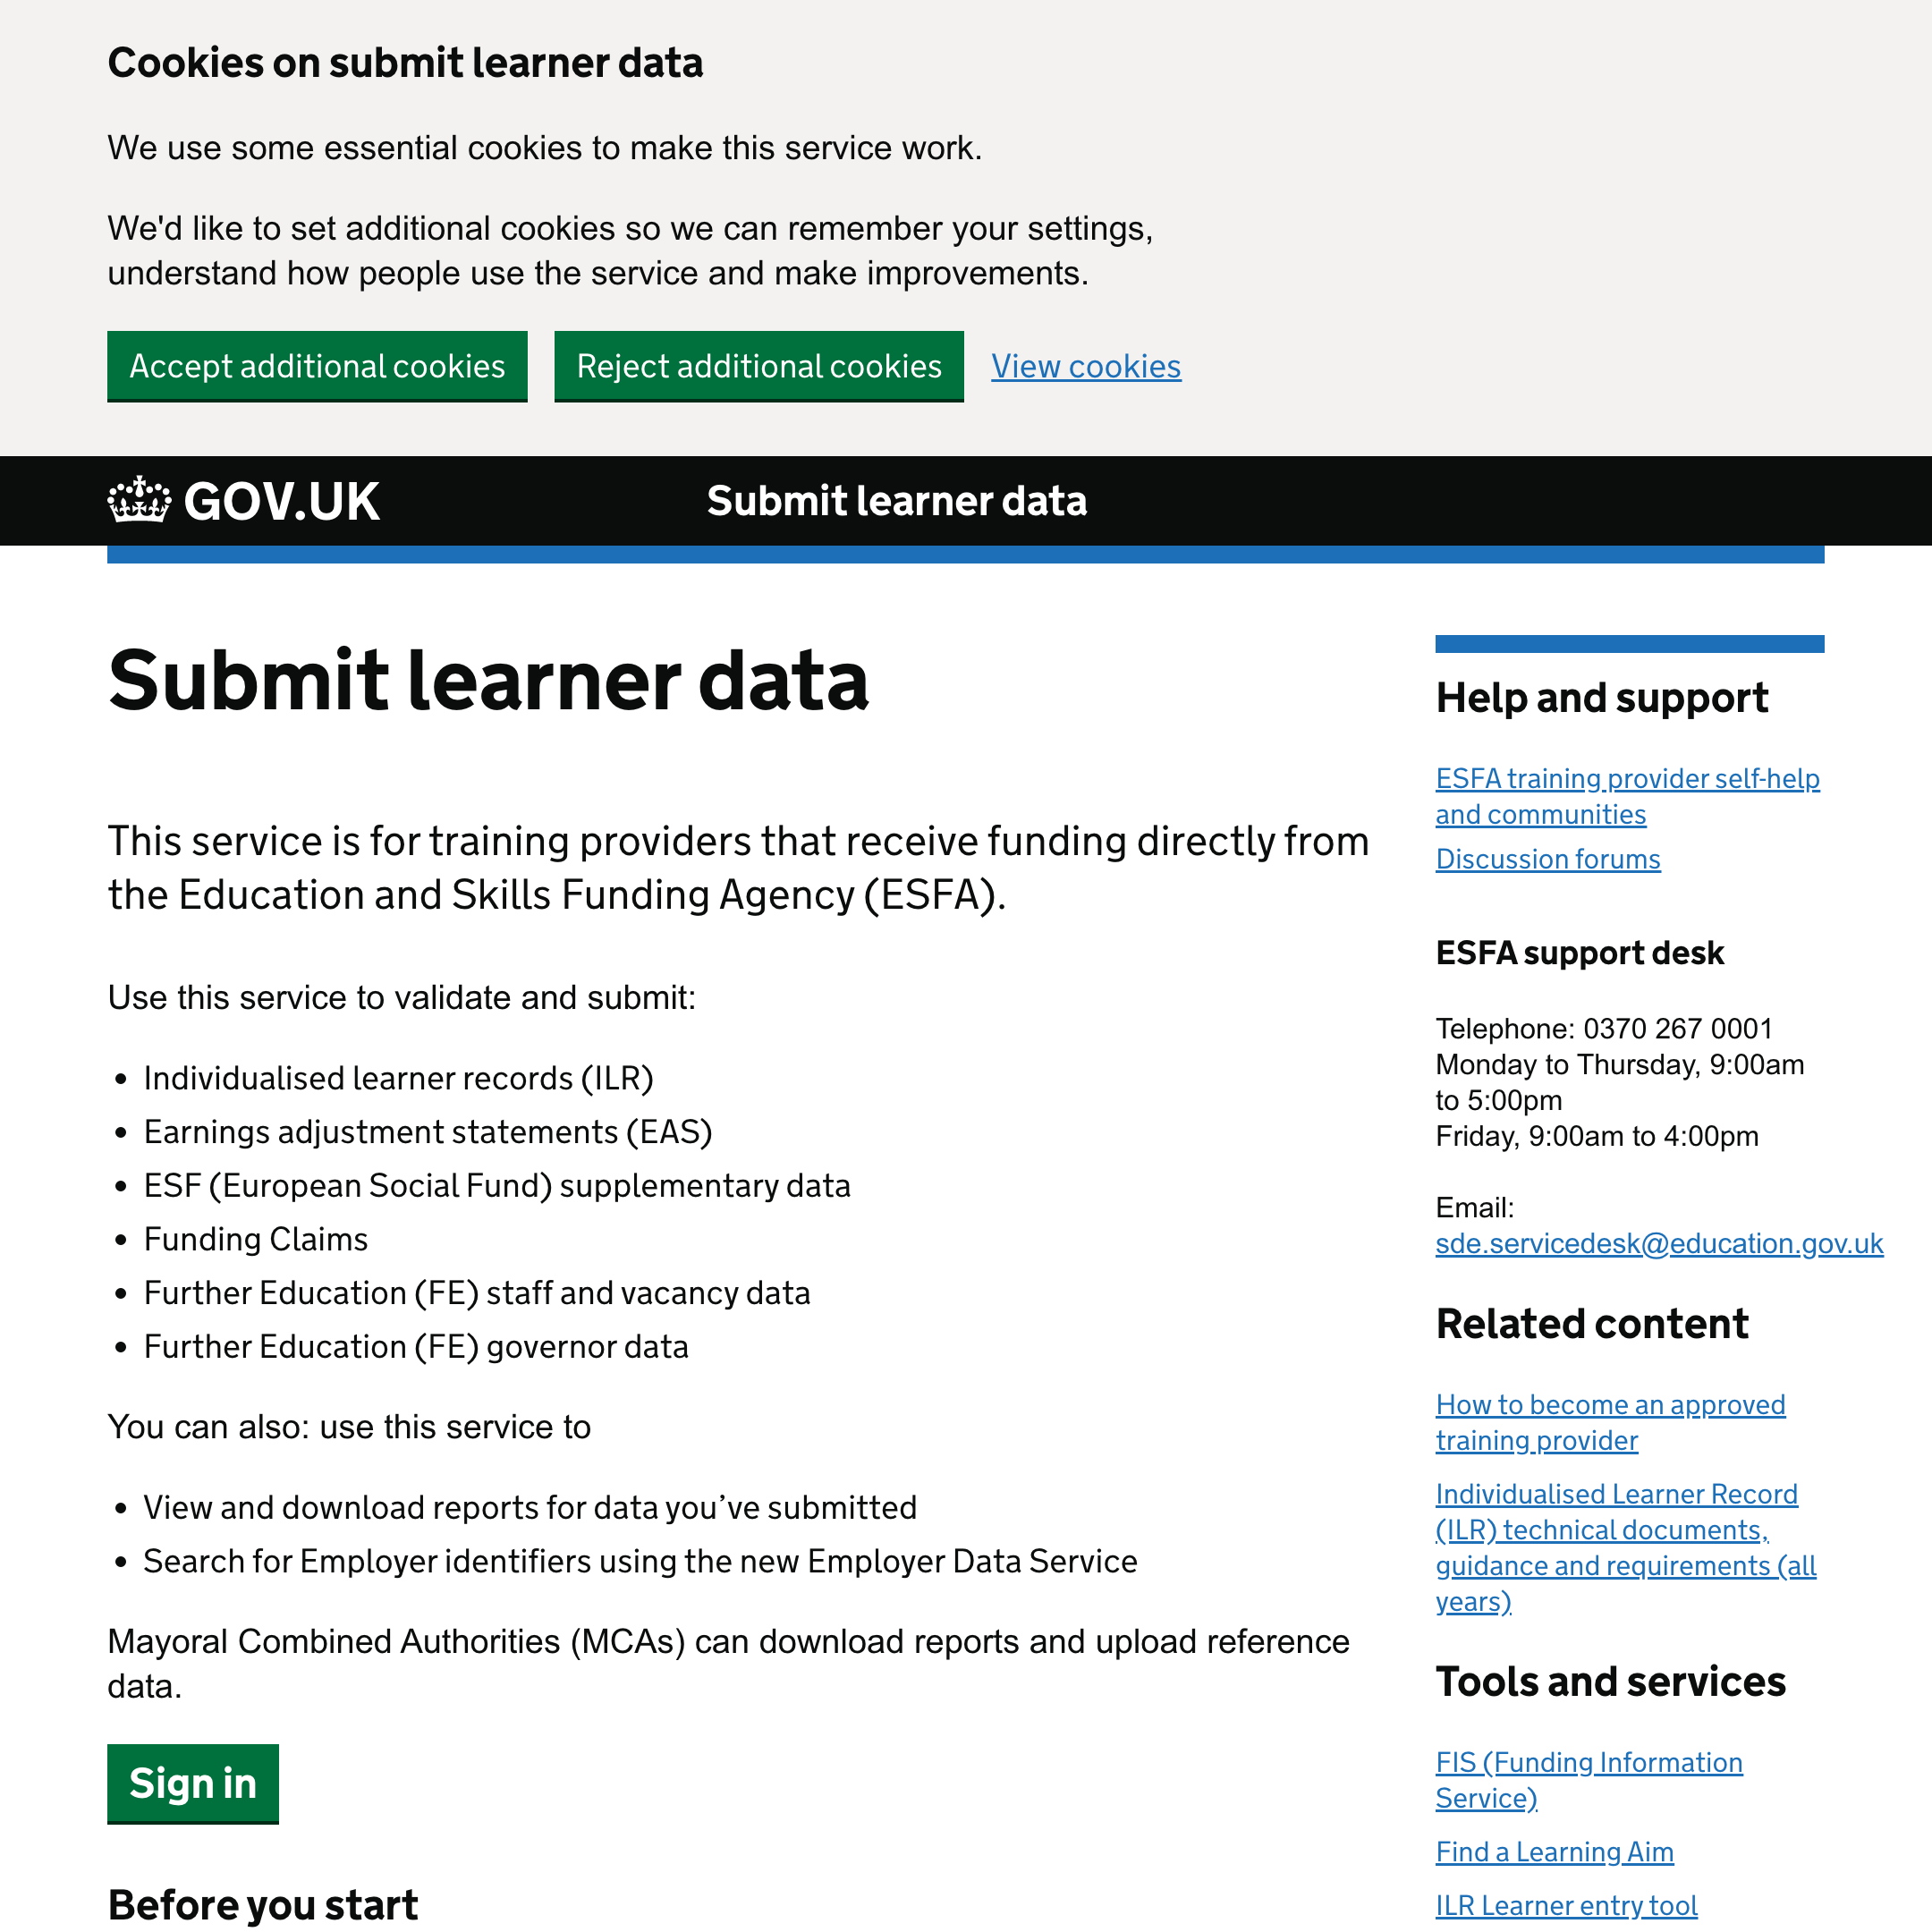 Cookies on submit learner data
We use some essential cookies to make this service work.
We'd like to set additional cookies so we can remember your settings,
understand how people use the service and make improvements.
Accept additional cookies
Reject additional cookies
View cookies
GOV.UK
Submit learner data
Submit learner data
This service is for training providers that receive funding directly from
the Education and Skills Funding Agency (ESFA).
Use this service to validate and submit:
• Individualised learner records (ILR)
• Earnings adjustment statements (EAS)
• ESF (European Social Fund) supplementary data
• Funding Claims
• Further Education (FE) staff and vacancy data
• Further Education (FE) governor data
You can also: use this service to
• View and download reports for data you’ve submitted
• Search for Employer identifiers using the new Employer Data Service
Mayoral Combined Authorities (MCAs) can download reports and upload reference
data.
Sign in
Before you start
Help and support
ESFA training provider self-help
and communities
Discussion forums
ESFA support desk
Telephone: 0370 267 0001
Monday to Thursday, 9:00am
to 5:00pm
Friday, 9:00am to 4:00pm
Email:
sde.servicedesk@education.gov.uk
Related content
How to become an approved
training provider
Individualised Learner Record
(ILR) technical documents,
guidance and requirements (all
years)
Tools and services
FIS (Funding Information
Service)
Find a Learning Aim
ILR Learner entry tool